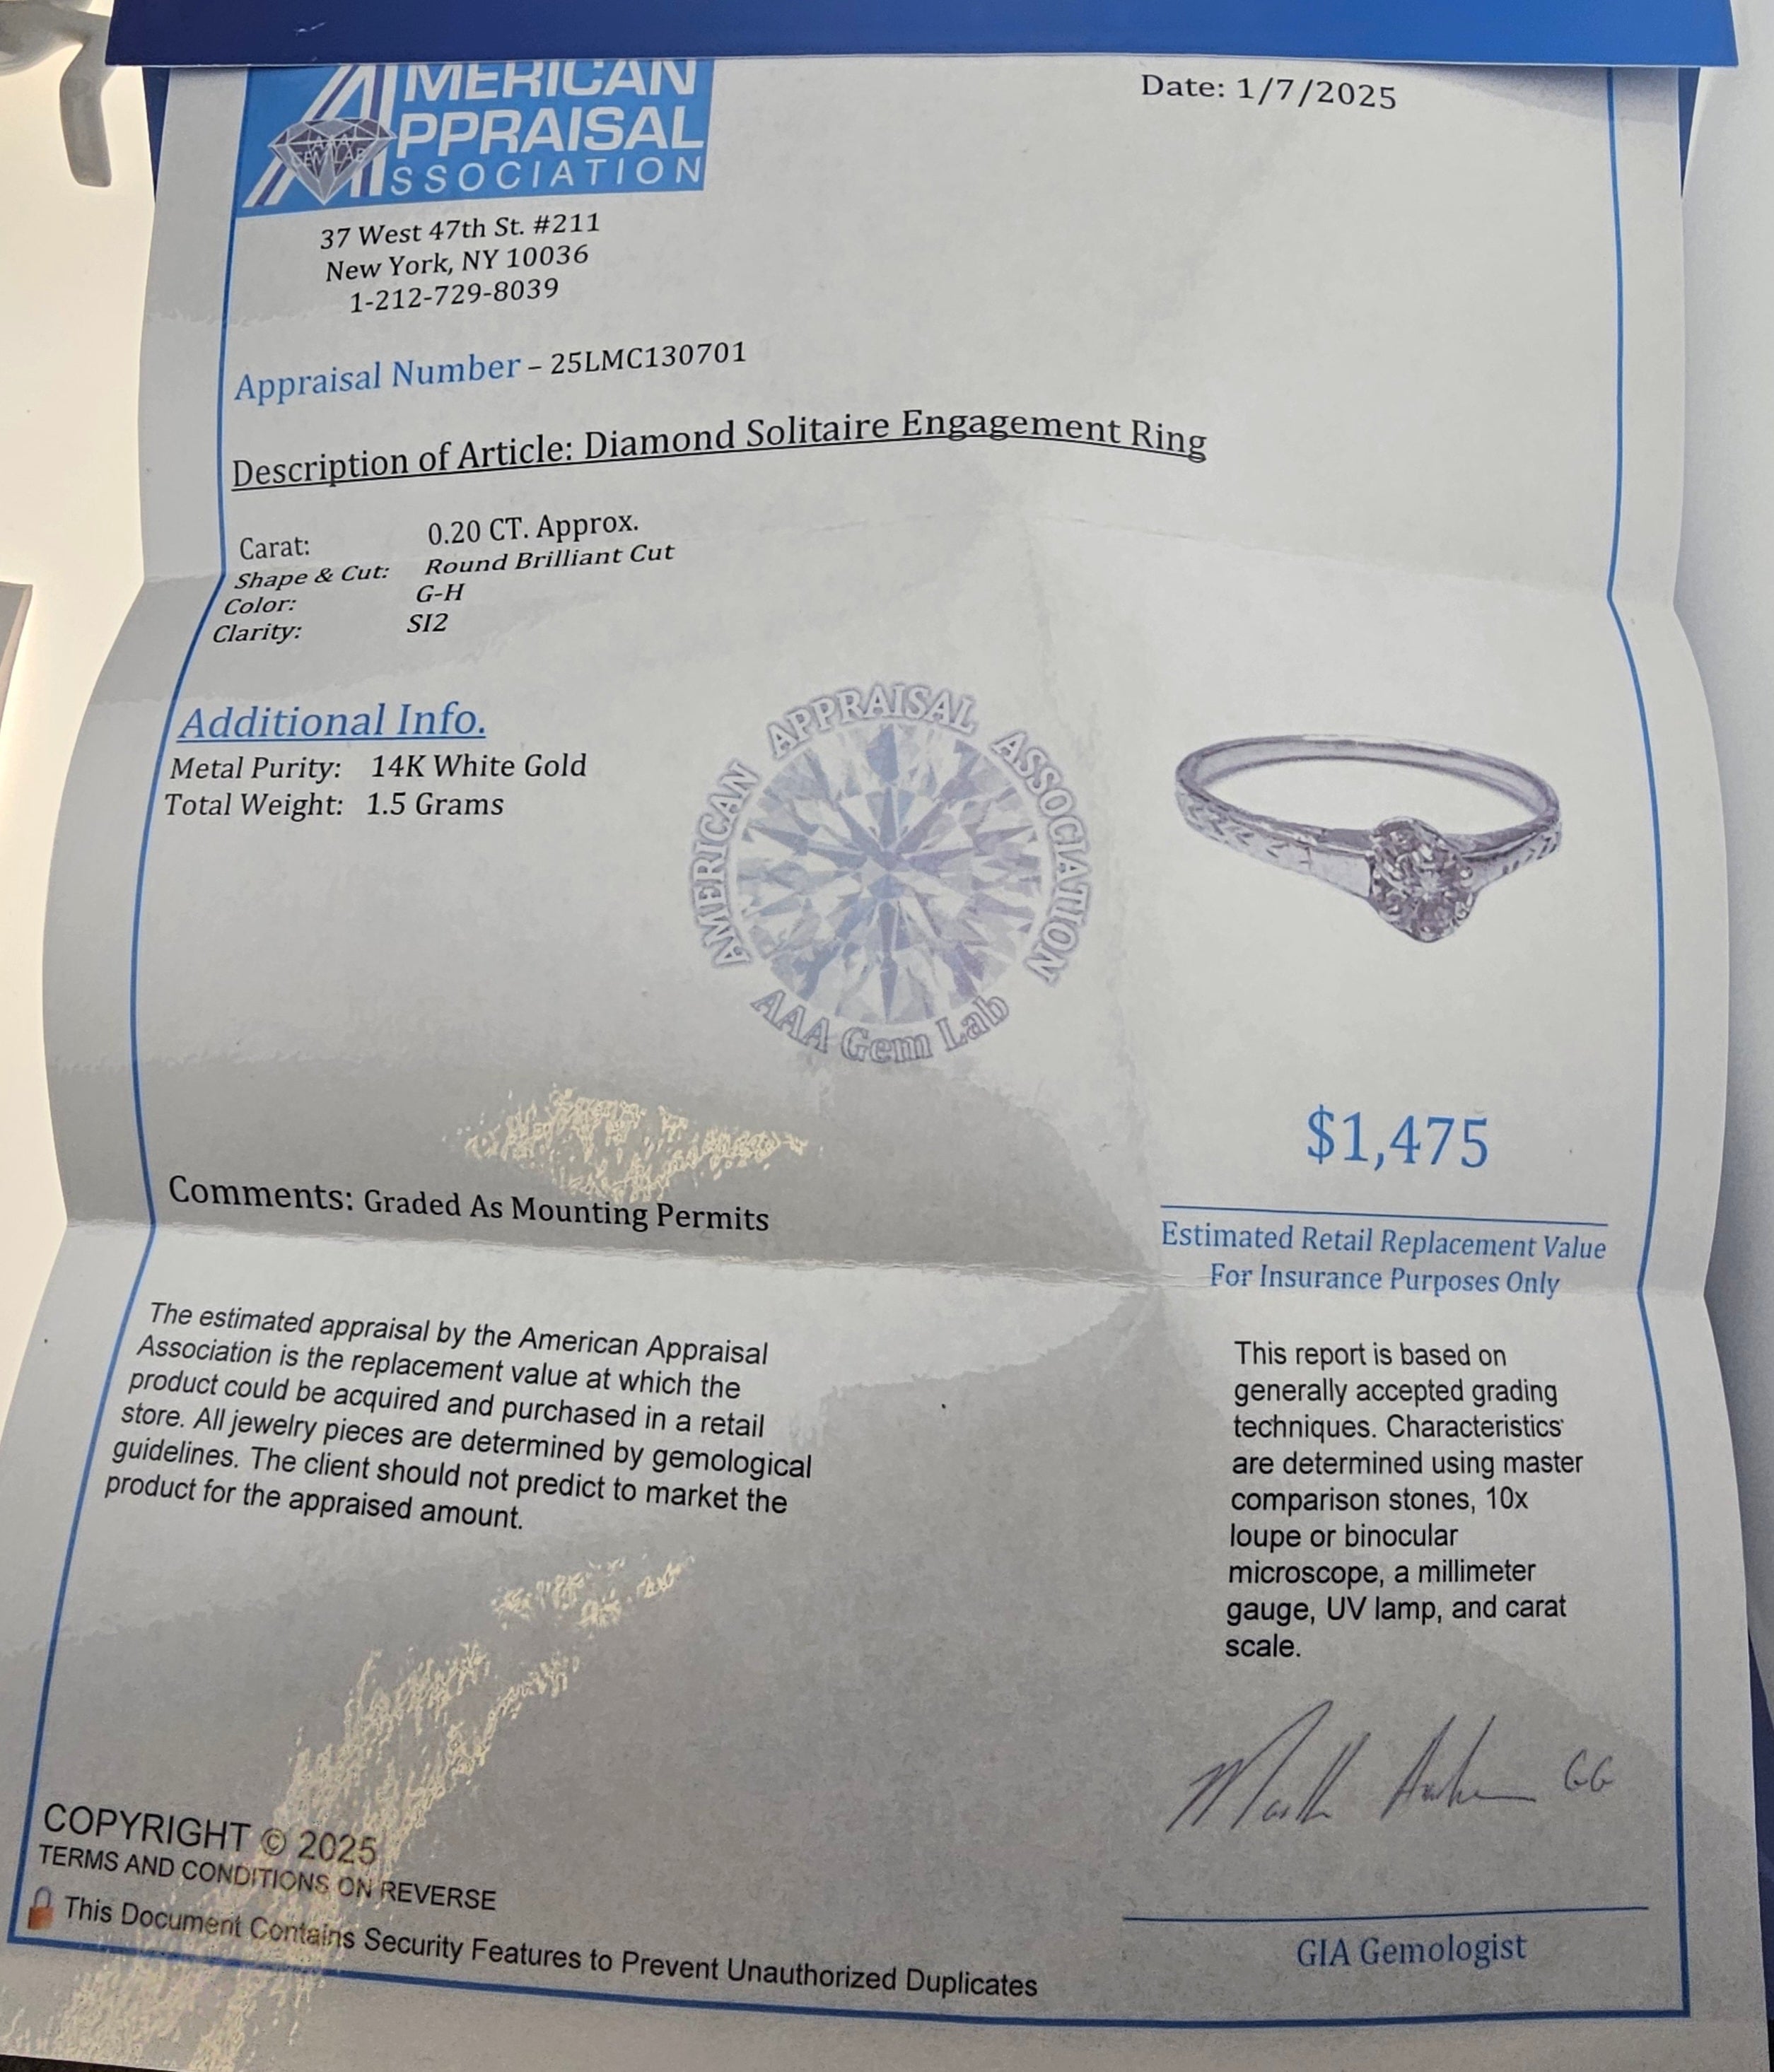 AMERICAN
APPRAISAL
ASSOCIATION
AAA
GEM LAB
Date: 1/7/2025
37 West 47th St. #211
New York, NY 10036
1-212-729-8039
Appraisal Number – 25LMC130701
Description of Article: Diamond Solitaire Engagement Ring
Carat: 0.20 CT. Approx.
Shape & Cut: Round Brilliant Cut
Color: G-H
Clarity: SI2
Additional Info.
Metal Purity: 14K White Gold
Total Weight: 1.5 Grams
AMERICAN APPRAISAL ASSOCIATION
AAA Gem Lab
$1,475
Estimated Retail Replacement Value
For Insurance Purposes Only
Comments: Graded As Mounting Permits
The estimated appraisal by the American Appraisal
Association is the replacement value at which the
product could be acquired and purchased in a retail
store. All jewelry pieces are determined by gemological
guidelines. The client should not predict to market the
product for the appraised amount.
This report is based on
generally accepted grading
techniques. Characteristics
are determined using master
comparison stones, 10x
loupe or binocular
microscope, a millimeter
gauge, UV lamp, and carat
scale.
GG
GIA Gemologist
COPYRIGHT © 2025
TERMS AND CONDITIONS ON REVERSE
This Document Contains Security Features to Prevent Unauthorized Duplicates